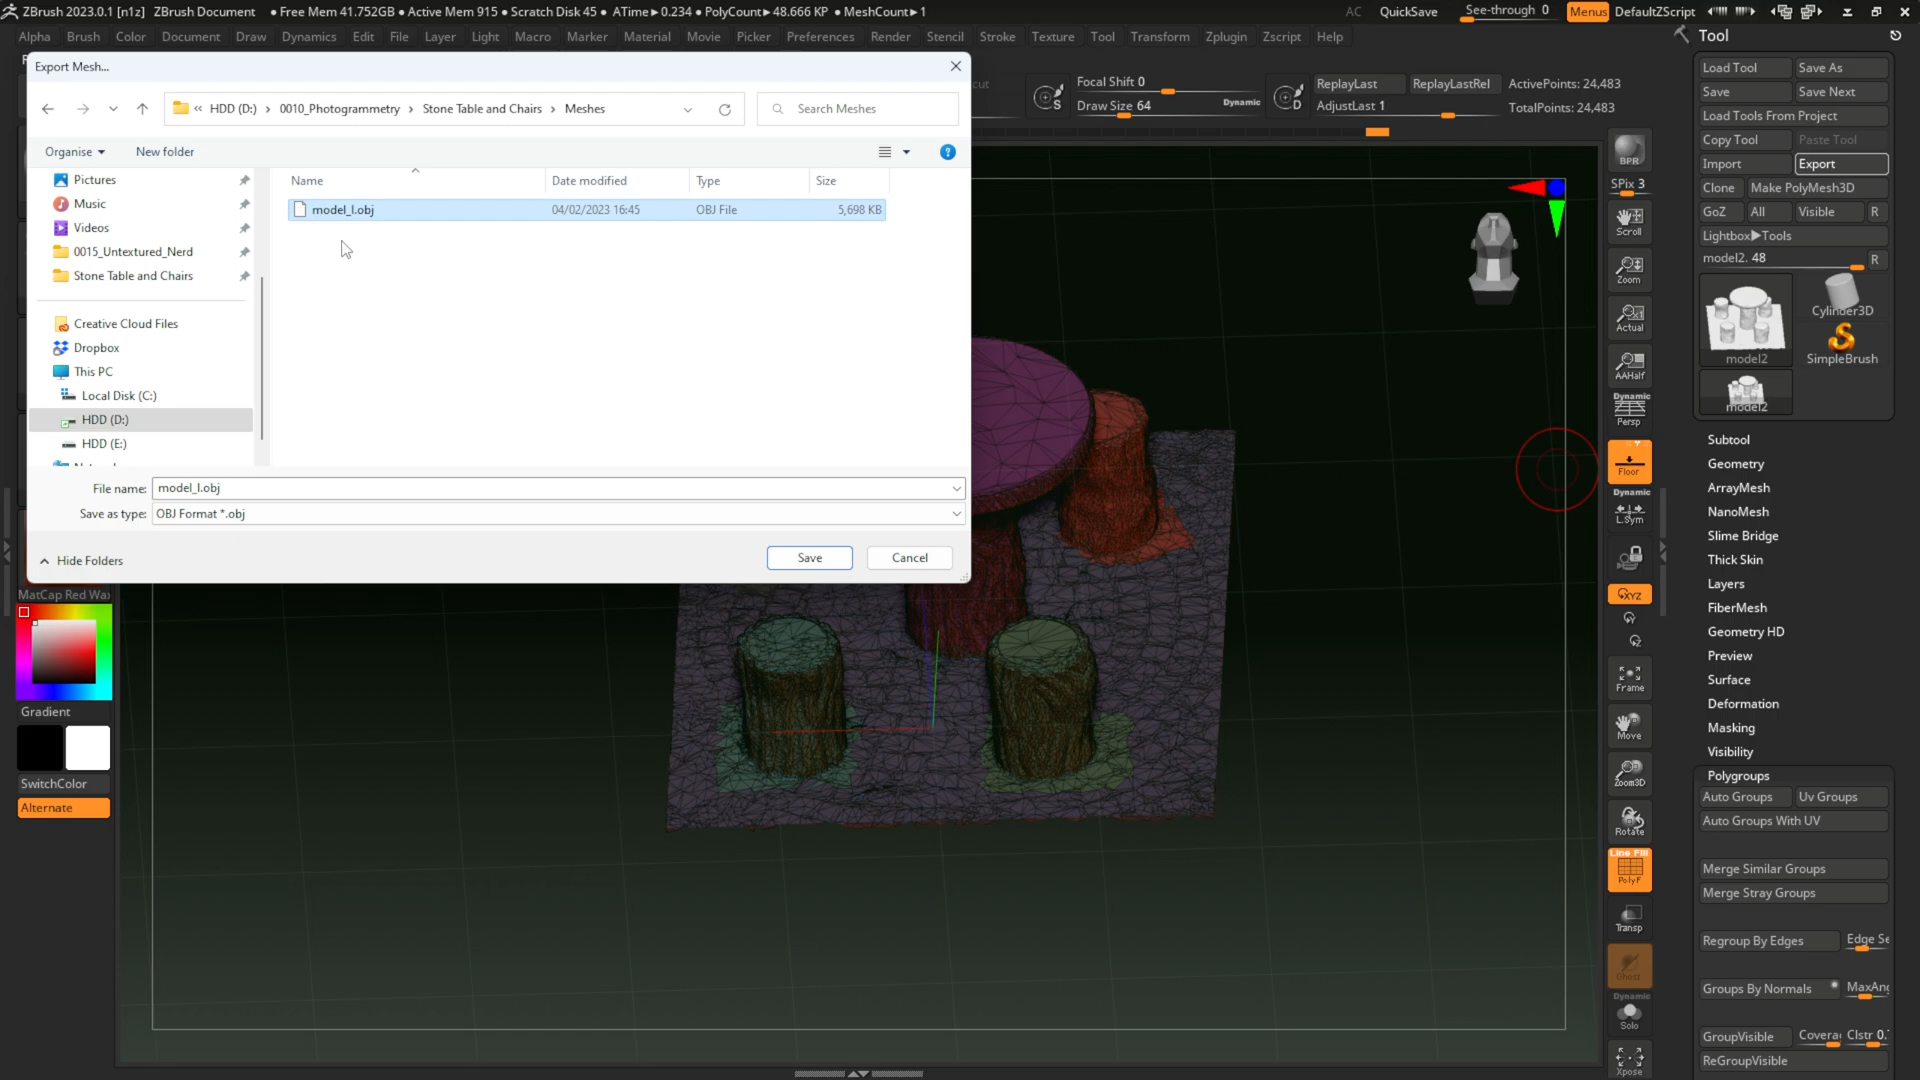 ZBrush 2023.0.1 [n1z] ZBrush Document ● Free Mem 41.752GB ● Active Mem 915 ● Scratch Disk 45 ● ATime►0.234 ● PolyCount►48.666 KP ● MeshCount►1 AC QuickSave See-through 0 Menus DefaultZScript
Alpha Brush Color Document Draw Dynamics Edit File Layer Light Macro Marker Material Movie Picker Preferences Render Stencil Stroke Texture Tool Transform Zplugin Zscript Help Tool
Export Mesh...
« HDD (D:) › 0010_Photogrammetry › Stone Table and Chairs › Meshes Search Meshes
Organise New folder
Pictures
Music
Videos
0015_Untextured_Nerd
Stone Table and Chairs
Creative Cloud Files
Dropbox
This PC
Local Disk (C:)
HDD (D:)
HDD (E:)
Name Date modified Type Size
model_l.obj 04/02/2023 16:45 OBJ File 5,698 KB
File name: model_l.obj
Save as type: OBJ Format *.obj
Hide Folders Save Cancel
cut
S
Focal Shift 0
Draw Size 64 Dynamic
D
ReplayLast ReplayLastRel ActivePoints: 24,483
AdjustLast 1 TotalPoints: 24,483
MatCap Red Wax
Gradient
SwitchColor
Alternate
BPR
SPix 3
Scroll
Zoom
Actual
AAHalf
Dynamic
Persp
Floor
Dynamic
L.Sym
XYZ
Frame
Move
Zoom3D
Rotate
Line Fill
PolyF
Transp
Ghost
Dynamic
Solo
Xpose
Load Tool Save As
Save Save Next
Load Tools From Project
Copy Tool Paste Tool
Import Export
Clone Make PolyMesh3D
GoZ All Visible R
Lightbox►Tools
model2. 48 R
model2 Cylinder3D
SimpleBrush
model2
Subtool
Geometry
ArrayMesh
NanoMesh
Slime Bridge
Thick Skin
Layers
FiberMesh
Geometry HD
Preview
Surface
Deformation
Masking
Visibility
Polygroups
Auto Groups Uv Groups
Auto Groups With UV
Merge Similar Groups
Merge Stray Groups
Regroup By Edges Edge Se
Groups By Normals MaxAng
GroupVisible Covera Clstr 0.
ReGroupVisible